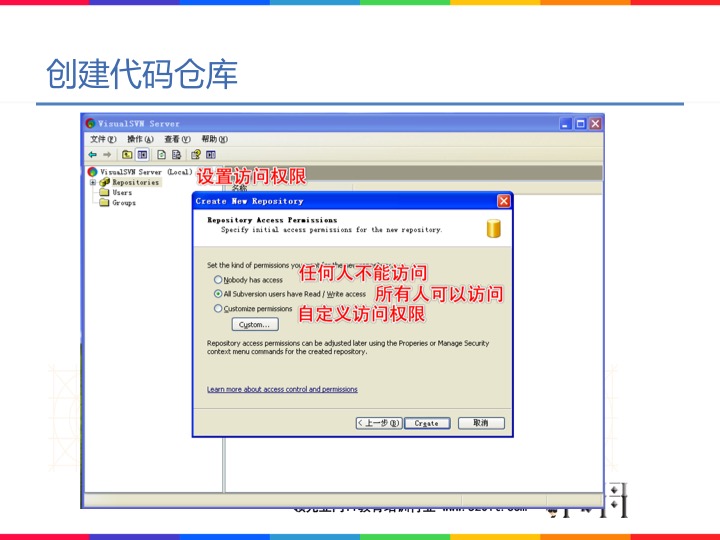 创建代码仓库
VisualSVN Server
文件(F) 操作(A) 查看(V) 帮助(H)
VisualSVN Server (Local)
Repositories
Users
Groups
设置访问权限
名称
Create New Repository
Repository Access Permissions
Specify initial access permissions for the new repository.
Set the kind of permissions you
任何人不能访问
Nobody has access
All Subversion users have Read / Write access
所有人可以访问
Customize permissions
自定义访问权限
Custom...
Repository access permissions can be adjusted later using the Properies or Manage Security
context menu commands for the created repository.
Learn more about access control and permissions
< 上一步(B) Create 取消